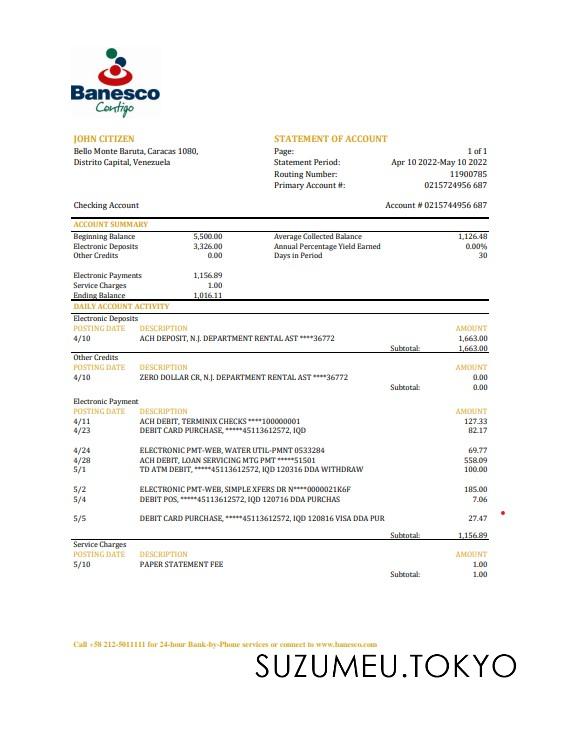 Banesco
Contigo
JOHN CITIZEN
Bello Monte Baruta, Caracas 1080,
Distrito Capital, Venezuela
STATEMENT OF ACCOUNT
Page: 1 of 1
Statement Period: Apr 10 2022-May 10 2022
Routing Number: 11900785
Primary Account #: 0215724956 687
Checking Account Account # 0215744956 687
ACCOUNT SUMMARY
Beginning Balance 5,500.00 Average Collected Balance 1,126.48
Electronic Deposits 3,326.00 Annual Percentage Yield Earned 0.00%
Other Credits 0.00 Days in Period 30
Electronic Payments 1,156.89
Service Charges 1.00
Ending Balance 1,016.11
DAILY ACCOUNT ACTIVITY
Electronic Deposits
POSTING DATE DESCRIPTION AMOUNT
4/10 ACH DEPOSIT, N.J. DEPARTMENT RENTAL AST ****36772 1,663.00
Subtotal: 1,663.00
Other Credits
POSTING DATE DESCRIPTION AMOUNT
4/10 ZERO DOLLAR CR, N.J. DEPARTMENT RENTAL AST ****36772 0.00
Subtotal: 0.00
Electronic Payment
POSTING DATE DESCRIPTION AMOUNT
4/11 ACH DEBIT, TERMINIX CHECKS ****100000001 127.33
4/23 DEBIT CARD PURCHASE, *****45113612572, IQD 82.17
4/24 ELECTRONIC PMT-WEB, WATER UTIL-PMNT 0533284 69.77
4/28 ACH DEBIT, LOAN SERVICING MTG PMT *****51501 558.09
5/1 TD ATM DEBIT, *****45113612572, IQD 120316 DDA WITHDRAW 100.00
5/2 ELECTRONIC PMT-WEB, SIMPLE XFERS DR N****0000021K6F 185.00
5/4 DEBIT POS, *****45113612572, IQD 120716 DDA PURCHAS 7.06
5/5 DEBIT CARD PURCHASE, *****45113612572, IQD 120816 VISA DDA PUR 27.47
Subtotal: 1,156.89
Service Charges
POSTING DATE DESCRIPTION AMOUNT
5/10 PAPER STATEMENT FEE 1.00
Subtotal: 1.00
Call +58 212-5011111 for 24-hour Bank-by-Phone services or connect to www.banesco.com
SUZUMEU.TOKYO